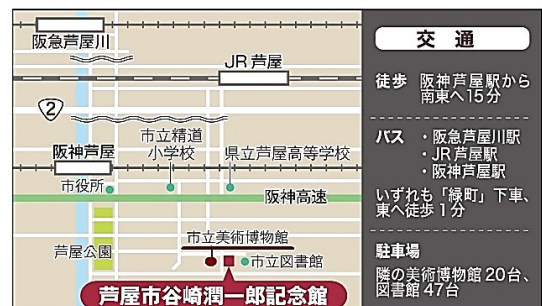 阪急芦屋川
JR芦屋
2
阪神芦屋
市立精道
小学校
県立芦屋高等学校
市役所
阪神高速
芦屋公園
市立美術博物館
市立図書館
芦屋市谷崎潤一郎記念館
交通
徒歩 阪神芦屋駅から
南東へ15分
バス ・阪急芦屋川駅
・JR芦屋駅
・阪神芦屋駅
いずれも「緑町」下車、
東へ徒歩1分
駐車場
隣の美術博物館20台、
図書館47台